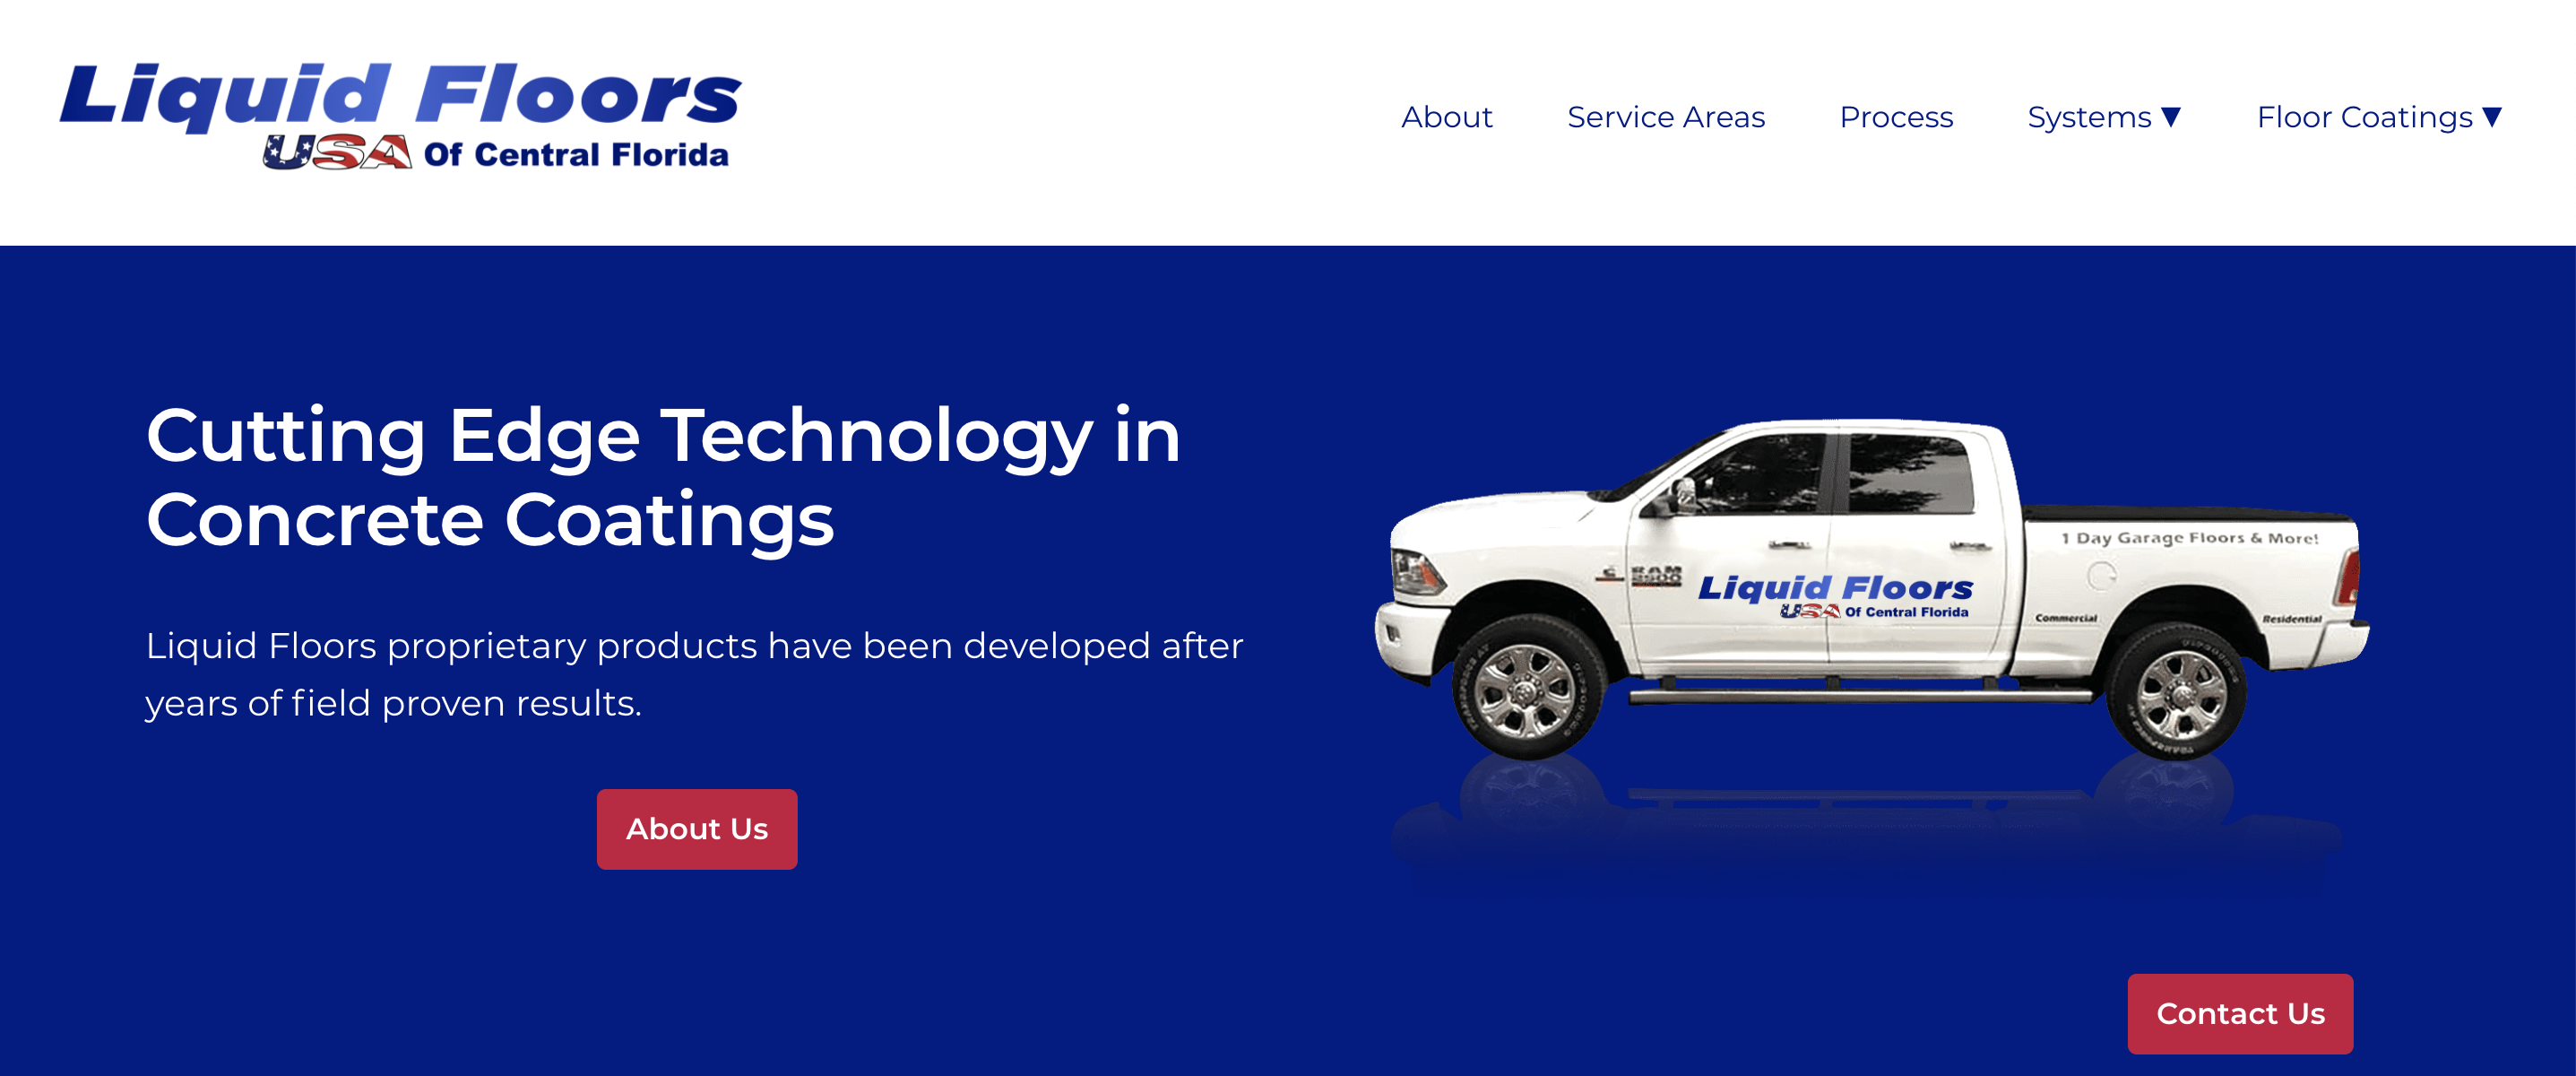 Liquid Floors
USA Of Central Florida
About Service Areas Process Systems ▼ Floor Coatings ▼
Cutting Edge Technology in
Concrete Coatings
Liquid Floors proprietary products have been developed after
years of field proven results.
About Us
1 Day Garage Floors & More!
RAM
2500
Liquid Floors
USA Of Central Florida
Commercial
Residential
Contact Us